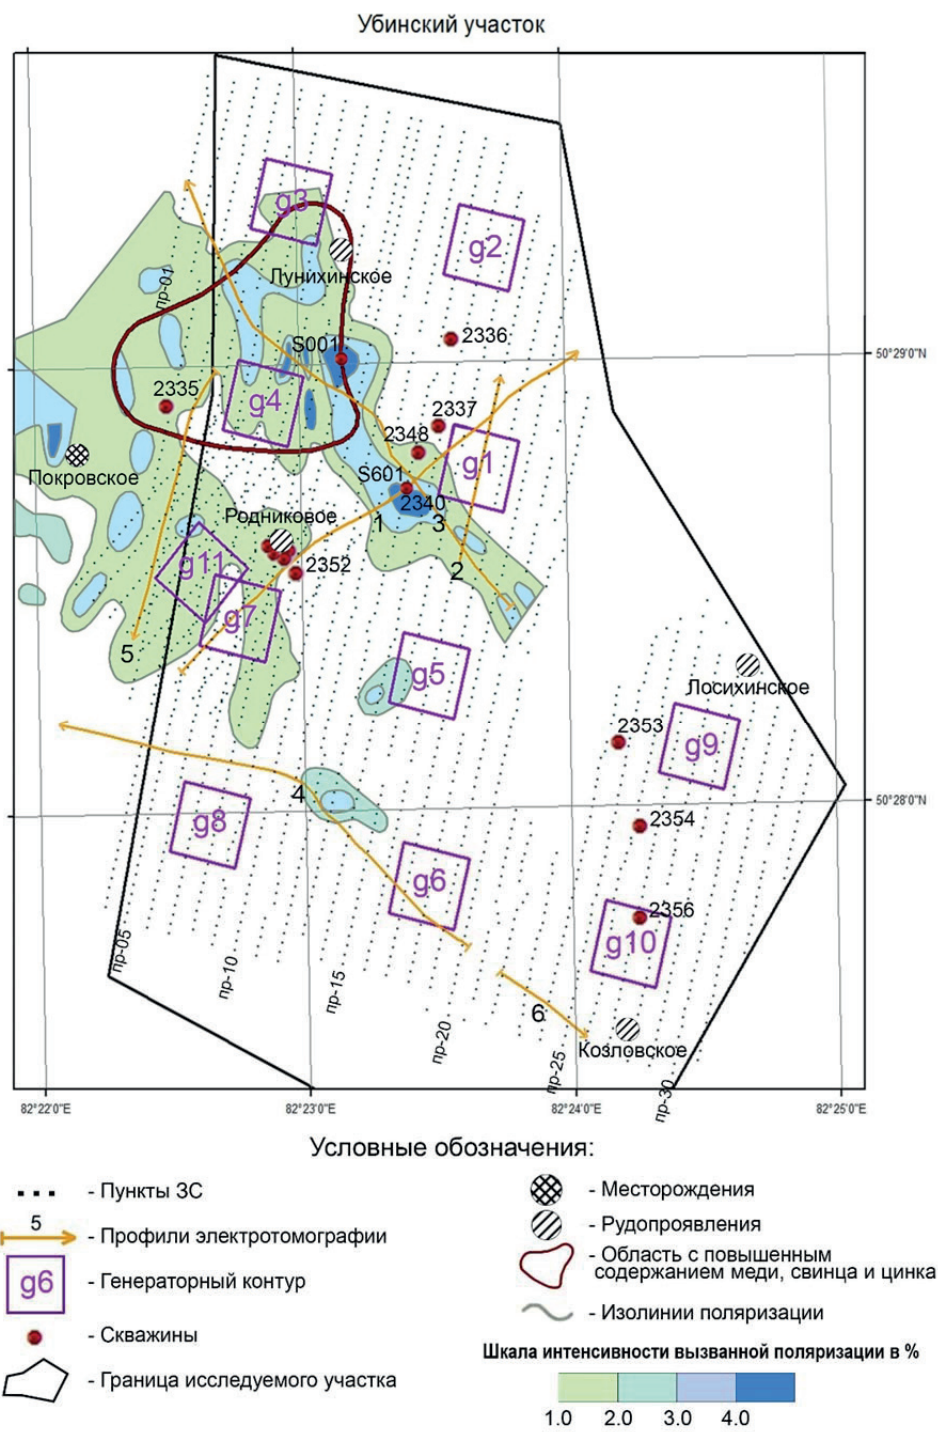 Убинский участок
g3
g2
Лунихинское
пр-01
2336
S001
50°29'0"N
2335
g4
2337
2348
g1
S601
Покровское
2340
Родниковое
1
3
g11
2352
2
g7
5
g5
Лосихинское
2353
g9
4
g8
50°28'0"N
2354
g6
2356
g10
пр-05
пр-10
пр-15
6
пр-20
Козловское
пр-25
пр-30
82°22'0"E
82°23'0"E
82°24'0"E
82°25'0"E
Условные обозначения:
- Пункты ЗС
5
- Профили электротомографии
g6
- Генераторный контур
- Скважины
- Граница исследуемого участка
- Месторождения
- Рудопроявления
- Область с повышенным
содержанием меди, свинца и цинка
- Изолинии поляризации
Шкала интенсивности вызванной поляризации в %
1.0 2.0 3.0 4.0